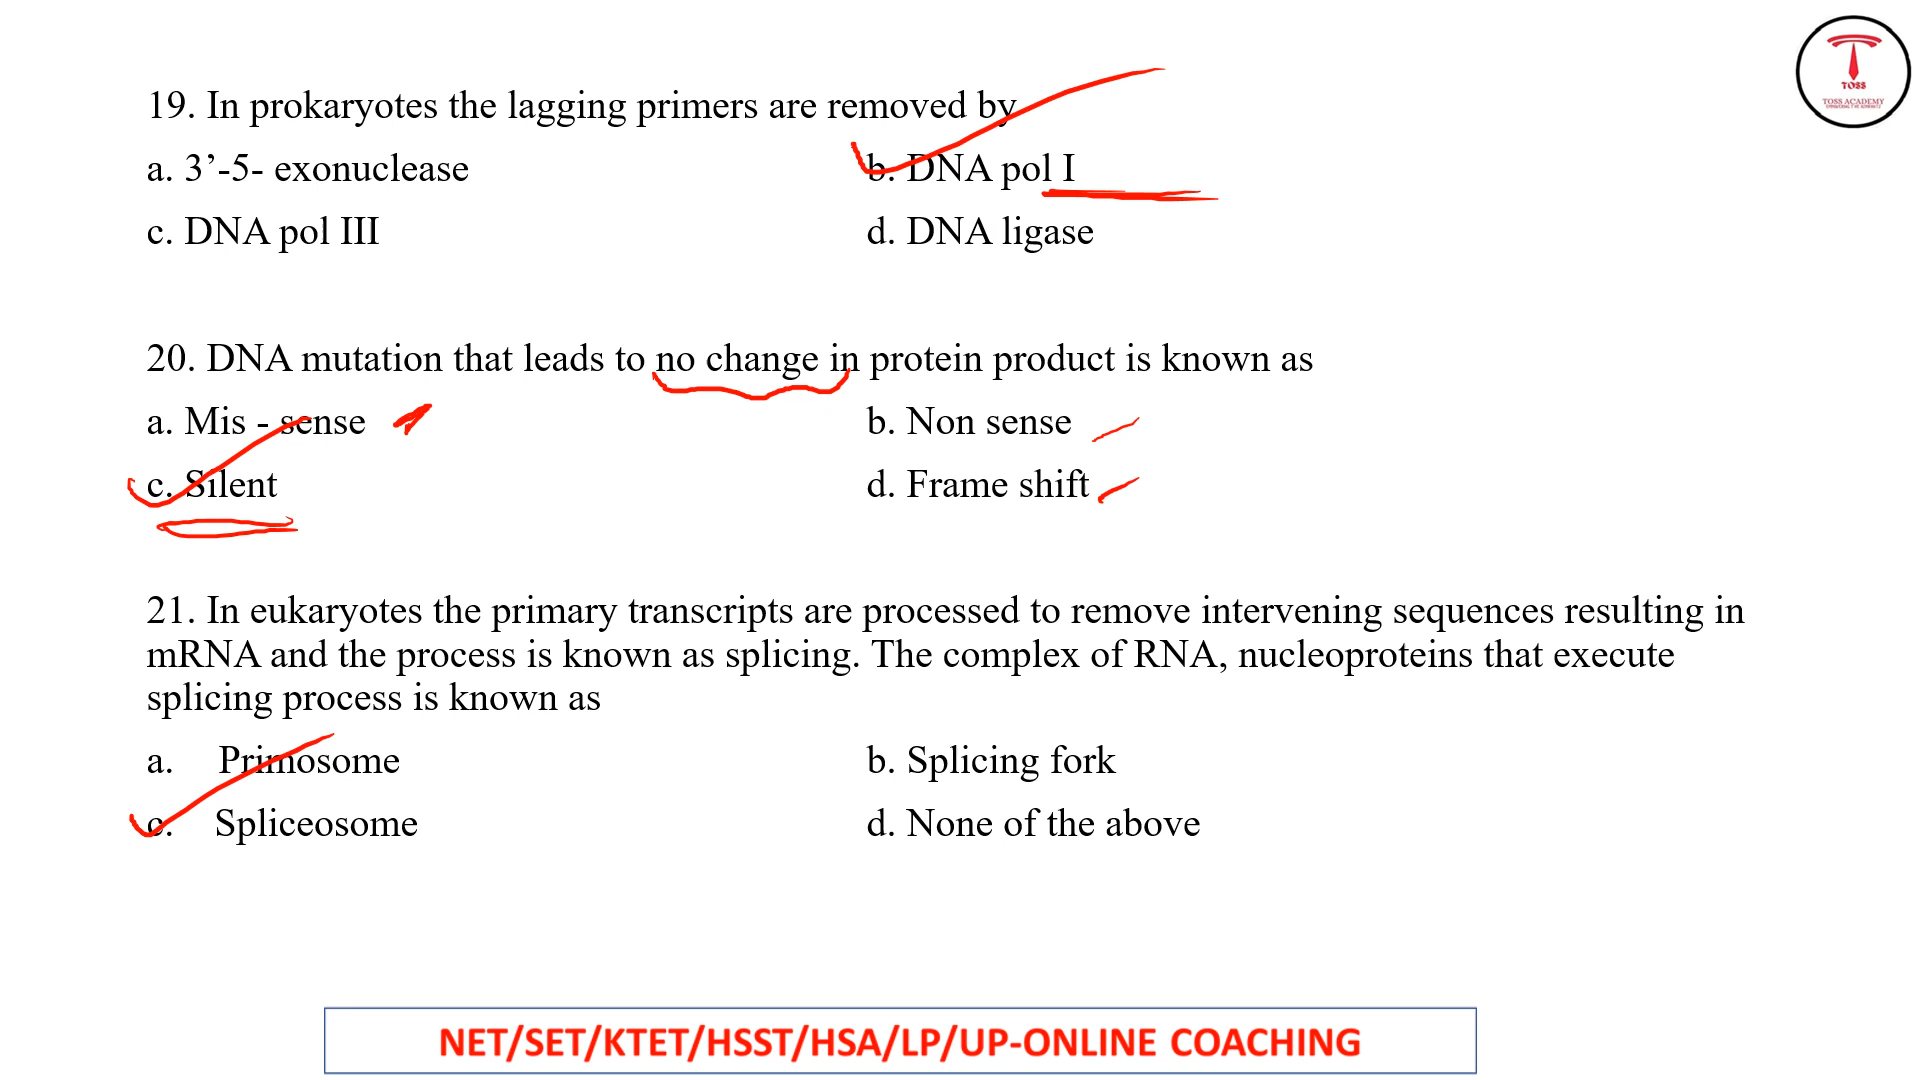 TOSS
TOSS ACADEMY
19. In prokaryotes the lagging primers are removed by
a. 3’-5- exonuclease b. DNA pol I
c. DNA pol III d. DNA ligase
20. DNA mutation that leads to no change in protein product is known as
a. Mis - sense b. Non sense
c. Silent d. Frame shift
21. In eukaryotes the primary transcripts are processed to remove intervening sequences resulting in
mRNA and the process is known as splicing. The complex of RNA, nucleoproteins that execute
splicing process is known as
a. Primosome b. Splicing fork
c. Spliceosome d. None of the above
NET/SET/KTET/HSST/HSA/LP/UP-ONLINE COACHING